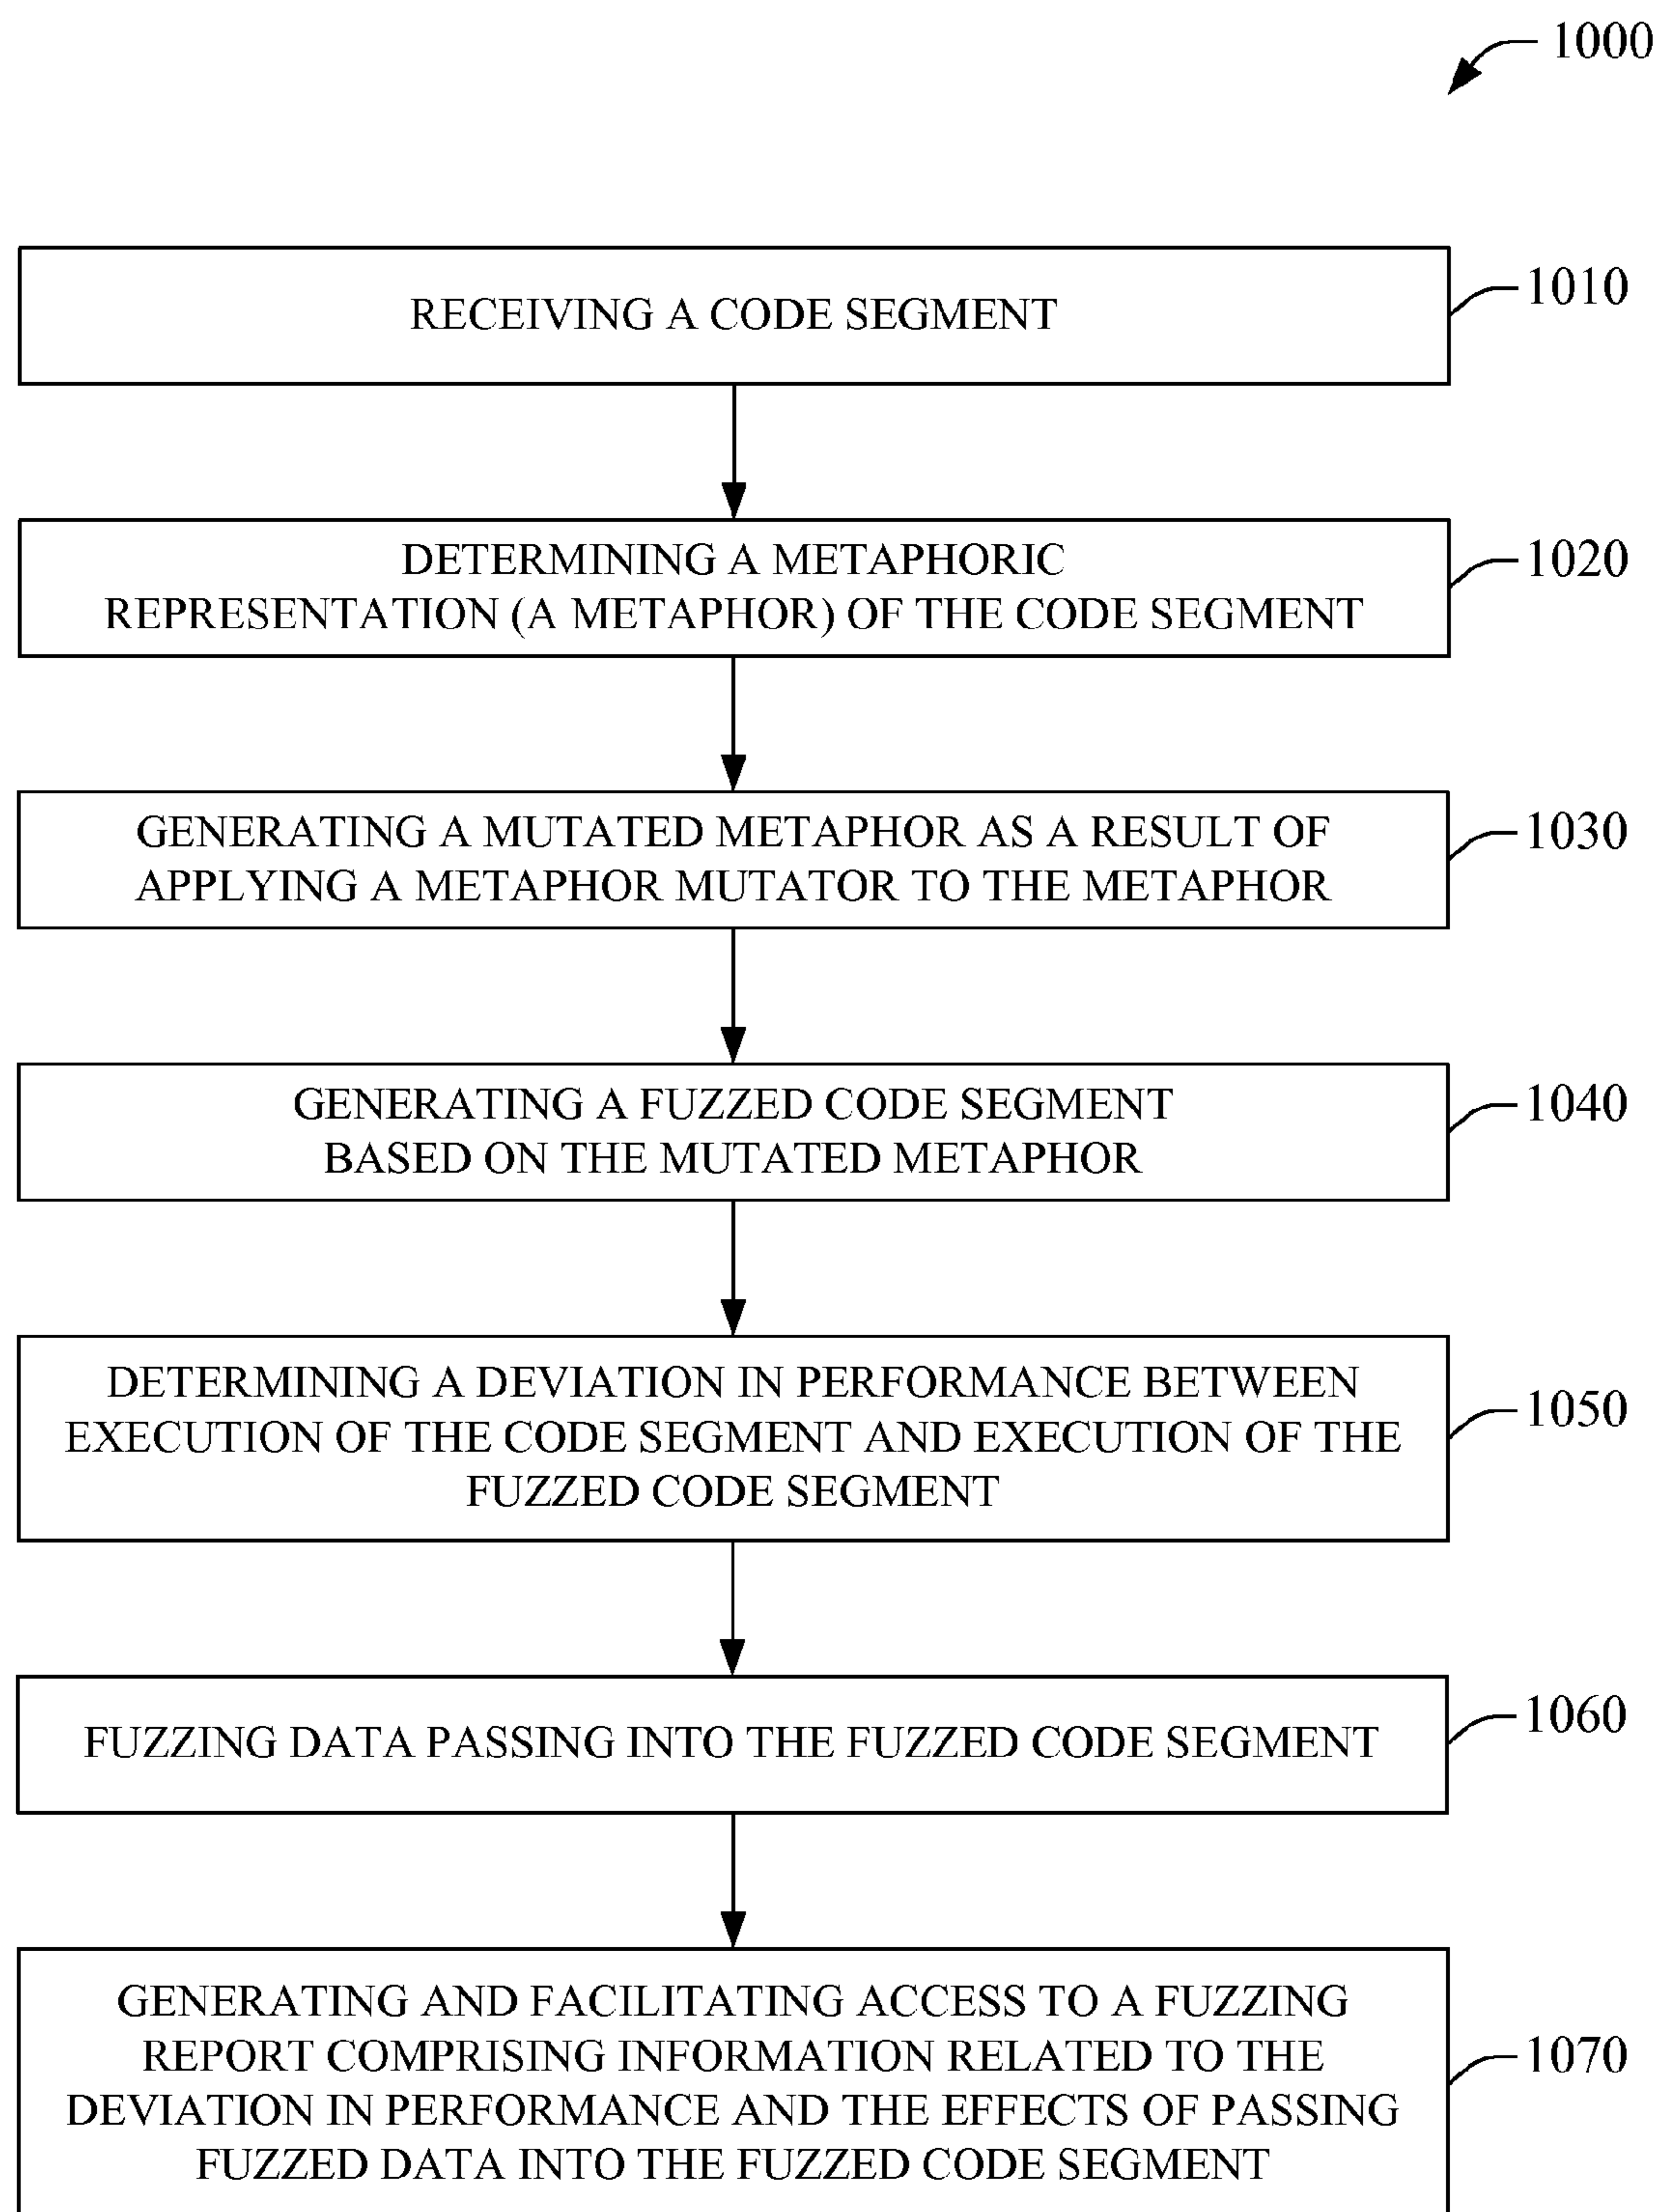 1000
RECEIVING A CODE SEGMENT
1010
DETERMINING A METAPHORIC
REPRESENTATION (A METAPHOR) OF THE CODE SEGMENT
1020
GENERATING A MUTATED METAPHOR AS A RESULT OF
APPLYING A METAPHOR MUTATOR TO THE METAPHOR
1030
GENERATING A FUZZED CODE SEGMENT
BASED ON THE MUTATED METAPHOR
1040
DETERMINING A DEVIATION IN PERFORMANCE BETWEEN
EXECUTION OF THE CODE SEGMENT AND EXECUTION OF THE
FUZZED CODE SEGMENT
1050
FUZZING DATA PASSING INTO THE FUZZED CODE SEGMENT
1060
GENERATING AND FACILITATING ACCESS TO A FUZZING
REPORT COMPRISING INFORMATION RELATED TO THE
DEVIATION IN PERFORMANCE AND THE EFFECTS OF PASSING
FUZZED DATA INTO THE FUZZED CODE SEGMENT
1070